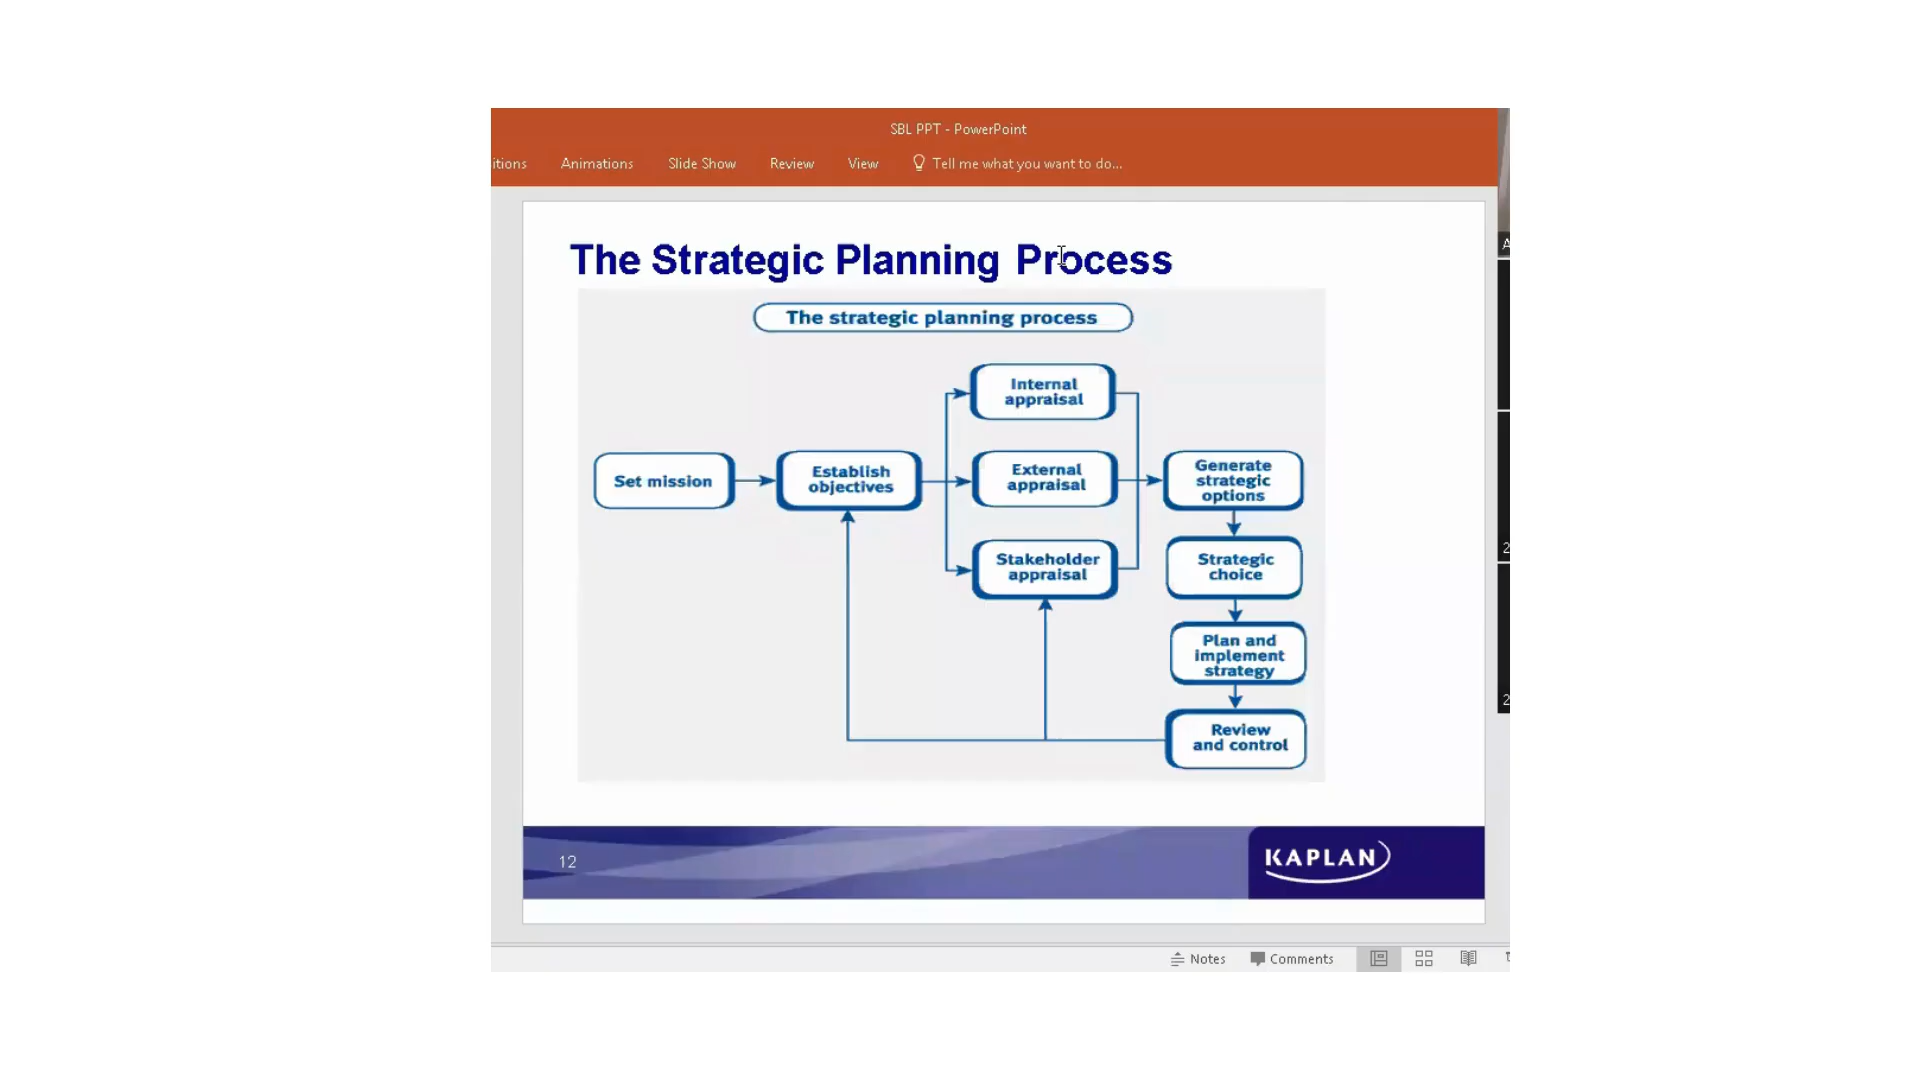 SBL PPT - PowerPoint
itions Animations Slide Show Review View Tell me what you want to do...
The Strategic Planning Process
The strategic planning process
Internal
appraisal
Set mission
Establish
objectives
External
appraisal
Generate
strategic
options
Stakeholder
appraisal
Strategic
choice
Plan and
implement
strategy
Review
and control
12
KAPLAN
Notes Comments
A
2
2